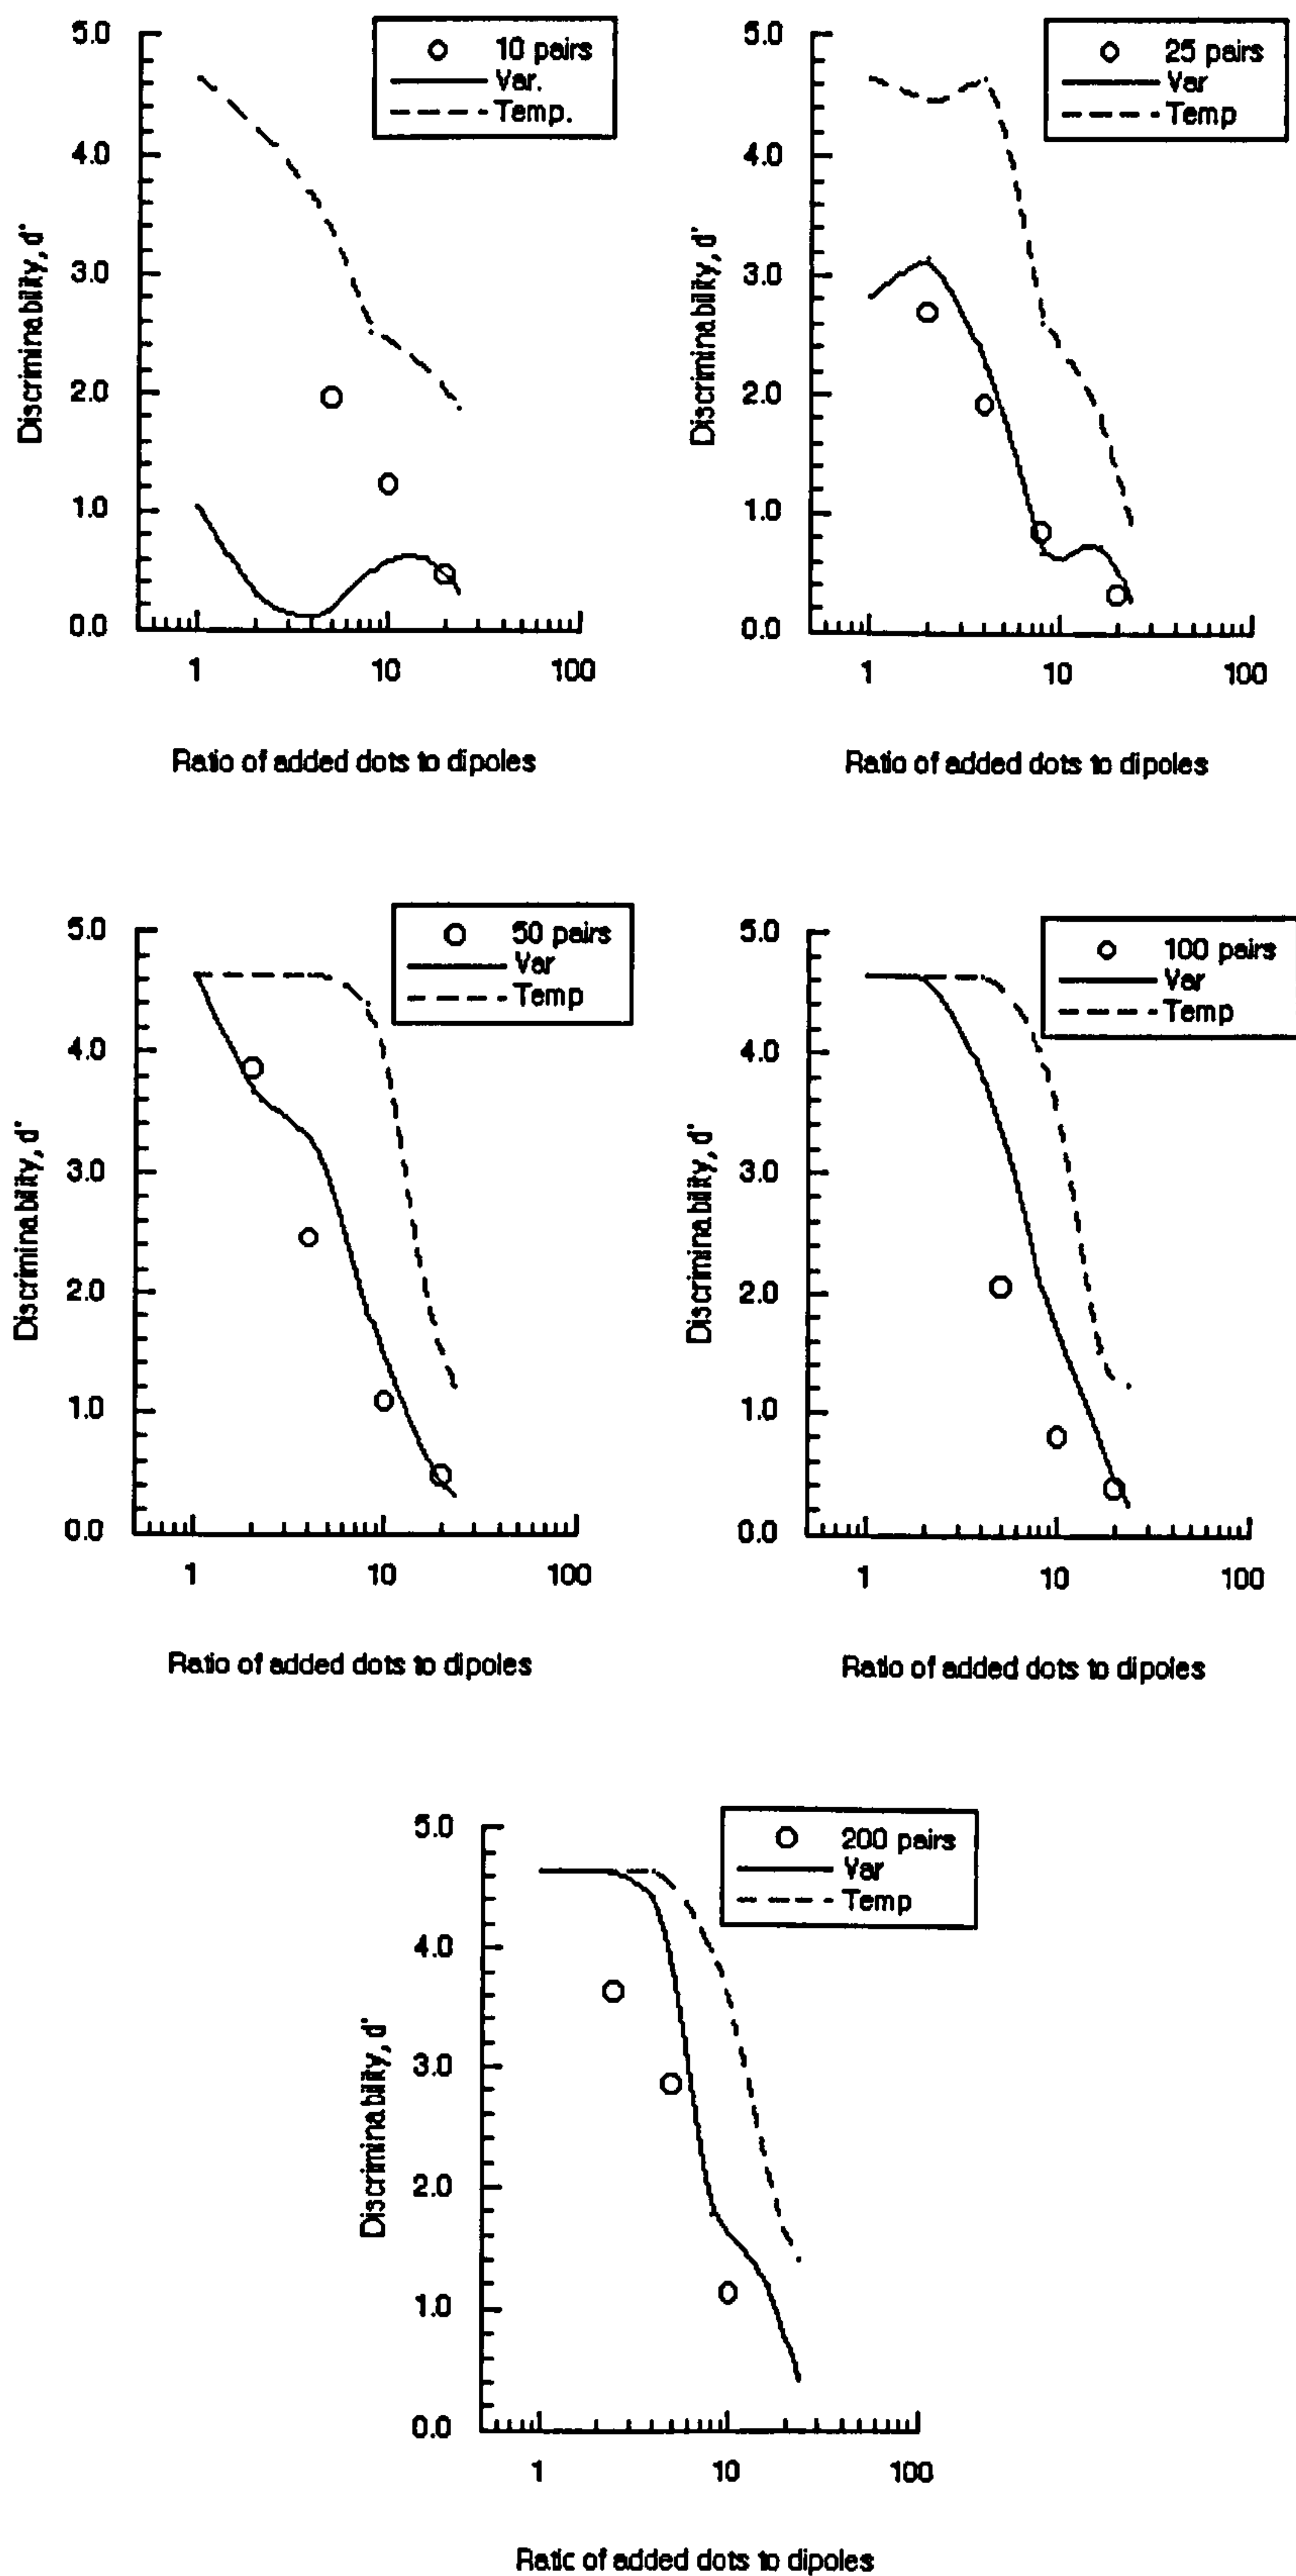 5.0
4.0
3.0
2.0
1.0
0.0
Discriminability, d'
10 pairs
Var.
Temp.
1 10 100
Ratio of added dots to dipoles
5.0
4.0
3.0
2.0
1.0
0.0
Discriminability, d'
25 pairs
Var
Temp
1 10 100
Ratio of added dots to dipoles
5.0
4.0
3.0
2.0
1.0
0.0
Discriminability, d'
50 pairs
Var
Temp
1 10 100
Ratio of added dots to dipoles
5.0
4.0
3.0
2.0
1.0
0.0
Discriminability, d'
100 pairs
Var
Temp
1 10 100
Ratio of added dots to dipoles
5.0
4.0
3.0
2.0
1.0
0.0
Discriminability, d'
200 pairs
Var
Temp
1 10 100
Ratic of added dots to dipoles